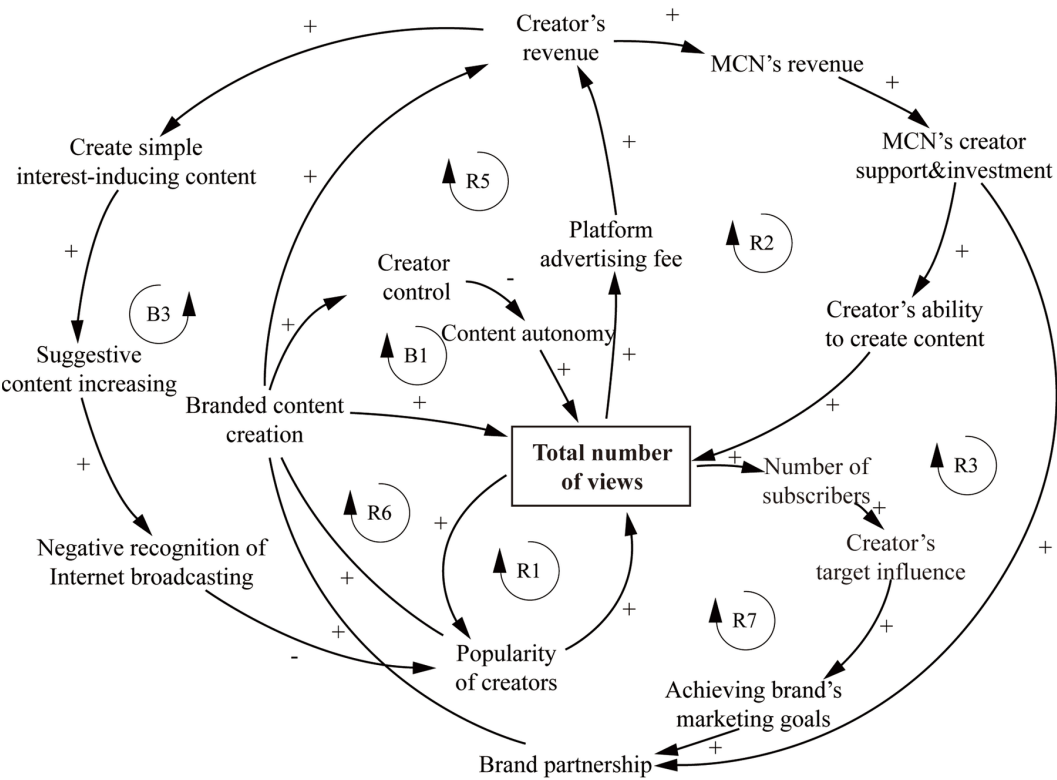 +
Creator's
revenue
+
MCN's revenue
+
Create simple
interest-inducing content
MCN's creator
support&investment
+
+
R5
Platform
advertising fee
R2
+
+
Creator
control
-
Creator's ability
to create content
B3
+
Content autonomy
B1
+
+
Suggestive
content increasing
Branded content
creation
+
+
Total number
of views
+
Number of
subscribers
R3
+
+
R6
+
+
Negative recognition of
Internet broadcasting
Creator's
target influence
R1
+
+
+
R7
+
+
-
Popularity
of creators
Achieving brand's
marketing goals
+
Brand partnership